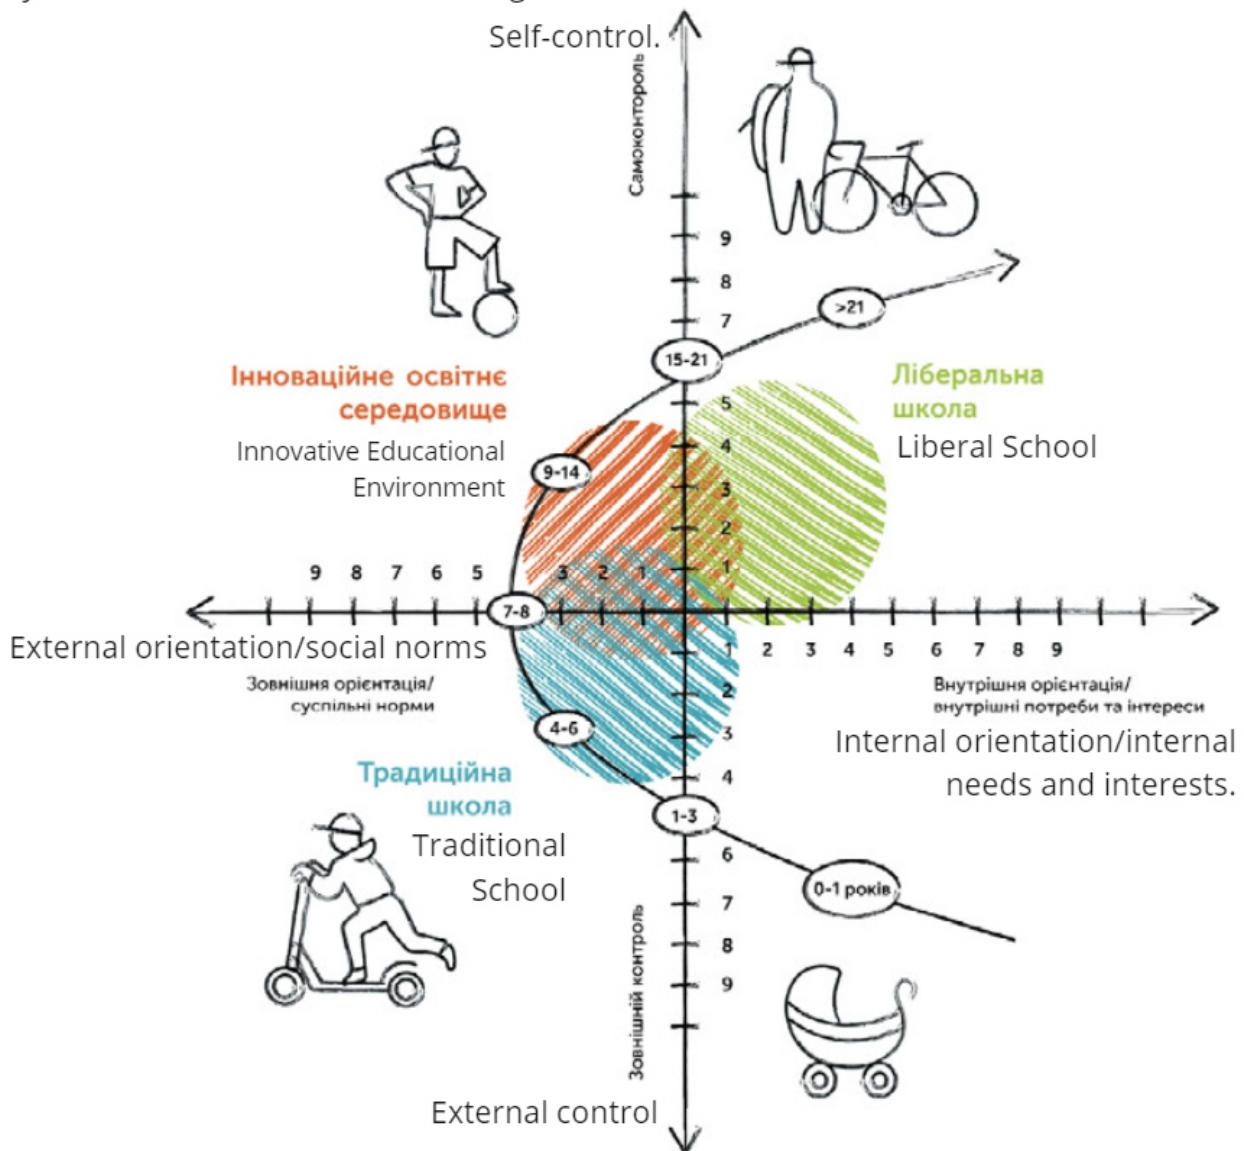 Self-control.
Самоконтороль
9
8
7
>21
15-21
Інноваційне освітнє
середовище
Innovative Educational
Environment
Ліберальна
школа
Liberal School
5
4
9-14
3
2
1
9 8 7 6 5 3 2 1
7-8
External orientation/social norms
Зовнішня орієнтація/
суспільні норми
1 2 3 4 5 6 7 8 9
Внутрішня орієнтація/
внутрішні потреби та інтереси
Internal orientation/internal
needs and interests.
2
3
4-6
4
Традиційна
школа
Traditional
School
1-3
6
0-1 років
7
8
9
Зовнішній контроль
External control